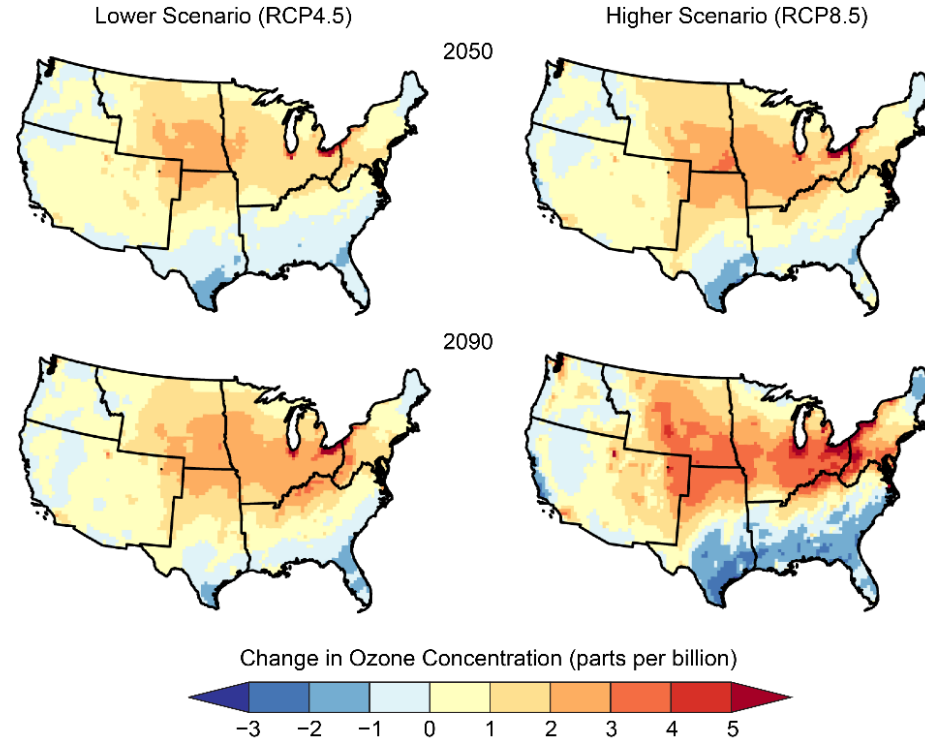 Lower Scenario (RCP4.5)
Higher Scenario (RCP8.5)
2050
2090
Change in Ozone Concentration (parts per billion)
−3 −2 −1 0 1 2 3 4 5